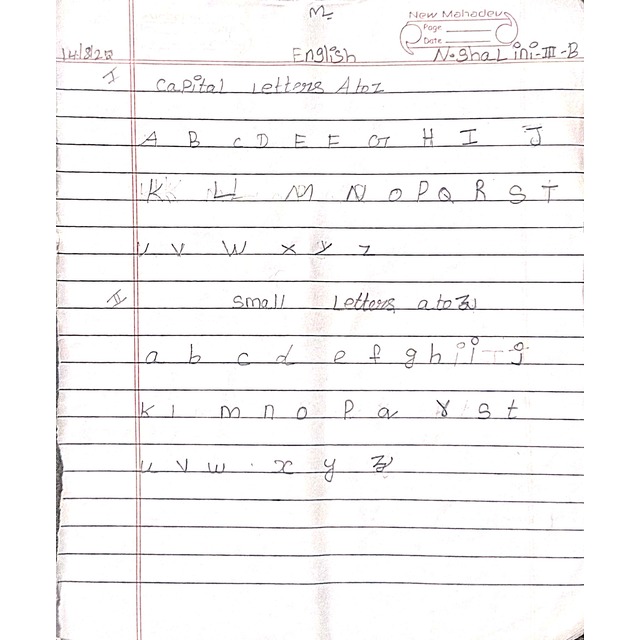 New Mahadev
Page
Date
14/8/20 English N.shaLini-III-B
I Capital Letters A to Z
A B C D E F G H I J
K L M N O P Q R S T
U V W X Y Z
II Small Letters a to z
a b c d e f g h i j
k l m n o p q r s t
u v w x y z